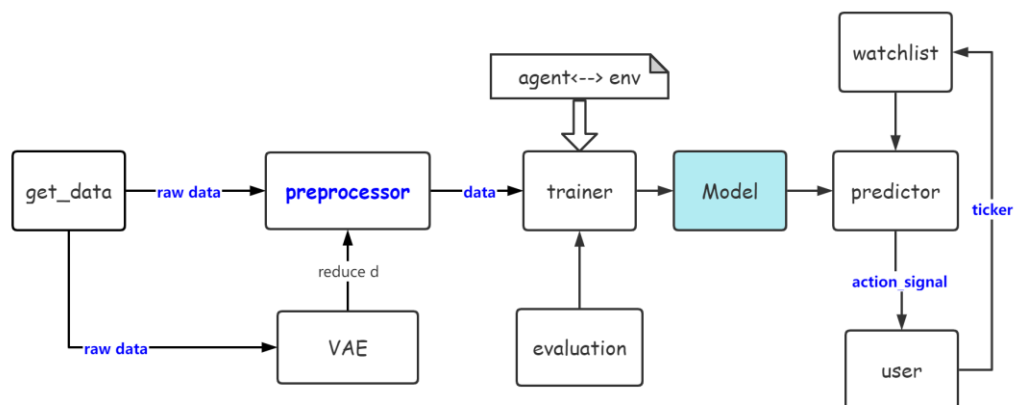 watchlist
agent<--> env
get_data
raw data
preprocessor
data
trainer
Model
predictor
ticker
reduce d
action_signal
raw data
VAE
evaluation
user